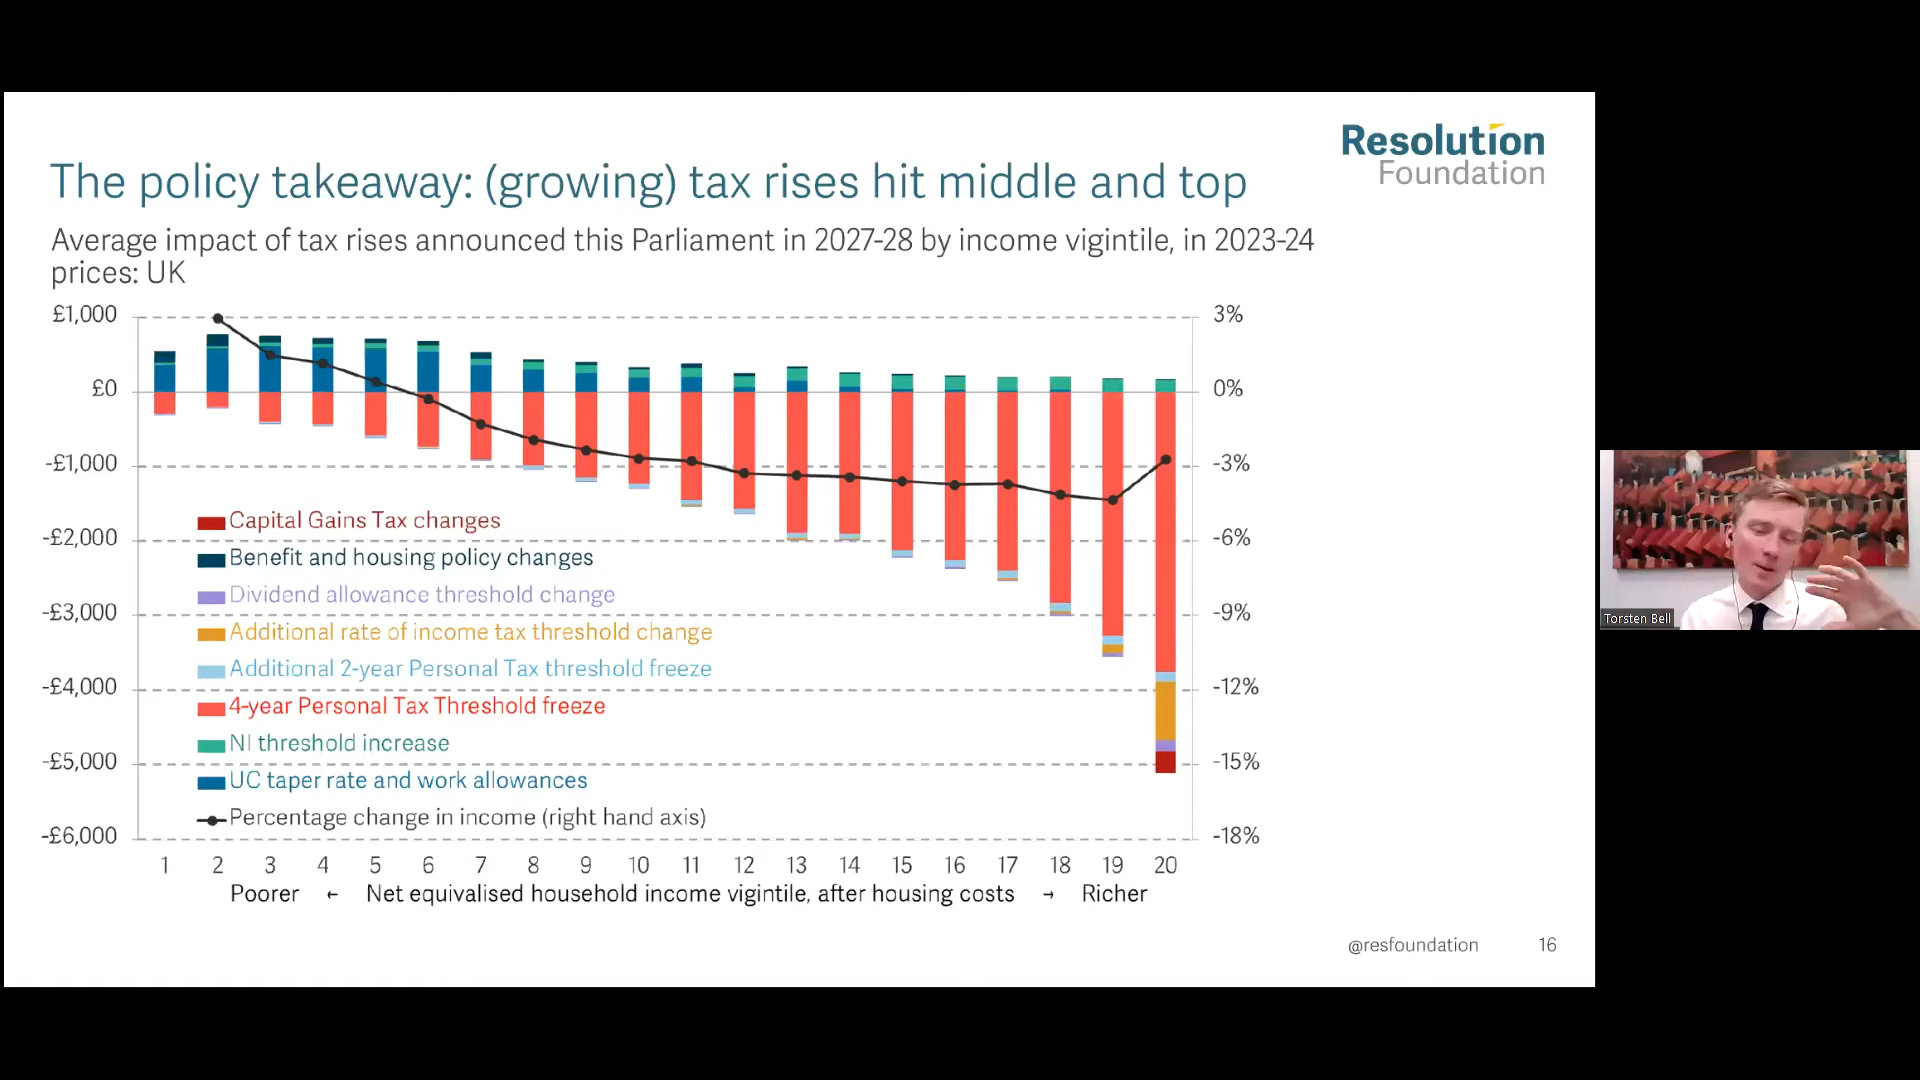 Resolution
Foundation
The policy takeaway: (growing) tax rises hit middle and top
Average impact of tax rises announced this Parliament in 2027-28 by income vigintile, in 2023-24
prices: UK
£1,000
£0
-£1,000
-£2,000
-£3,000
-£4,000
-£5,000
-£6,000
3%
0%
-3%
-6%
-9%
-12%
-15%
-18%
Capital Gains Tax changes
Benefit and housing policy changes
Dividend allowance threshold change
Additional rate of income tax threshold change
Additional 2-year Personal Tax threshold freeze
4-year Personal Tax Threshold freeze
NI threshold increase
UC taper rate and work allowances
Percentage change in income (right hand axis)
1 2 3 4 5 6 7 8 9 10 11 12 13 14 15 16 17 18 19 20
Poorer ← Net equivalised household income vigintile, after housing costs → Richer
@resfoundation 16
Torsten Bell